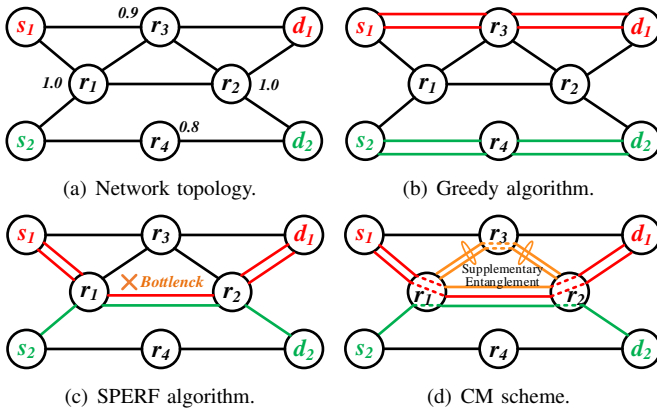 0.9
s1 r3 d1
1.0 r1 r2 1.0
0.8
s2 r4 d2
(a) Network topology.
s1 r3 d1
r1 r2
s2 r4 d2
(b) Greedy algorithm.
s1 r3 d1
Bottlenck
r1 r2
s2 r4 d2
(c) SPERF algorithm.
s1 r3 d1
Supplementary
Entanglement
r1 r2
s2 r4 d2
(d) CM scheme.